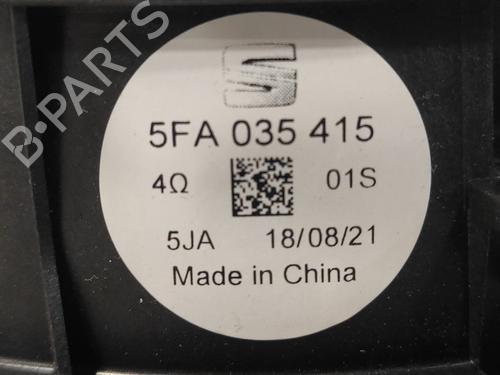 B-PARTS
5FA 035 415
4Ω 01S
5JA 18/08/21
Made in China